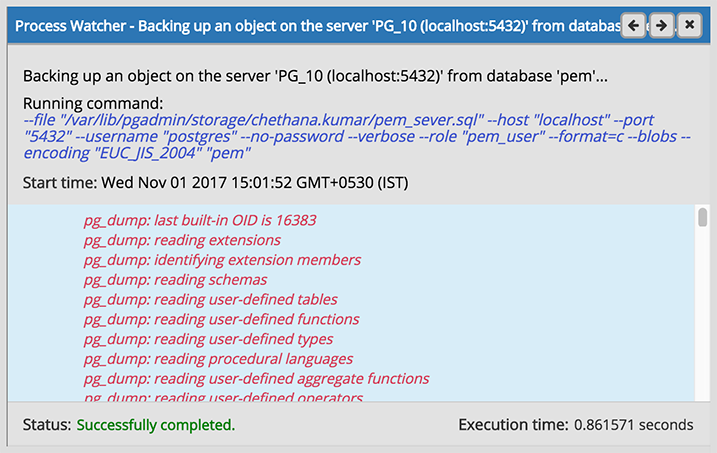 Process Watcher - Backing up an object on the server 'PG_10 (localhost:5432)' from databas
Backing up an object on the server 'PG_10 (localhost:5432)' from database 'pem'...
Running command:
--file "/var/lib/pgadmin/storage/chethana.kumar/pem_sever.sql" --host "localhost" --port
"5432" --username "postgres" --no-password --verbose --role "pem_user" --format=c --blobs --
encoding "EUC_JIS_2004" "pem"
Start time: Wed Nov 01 2017 15:01:52 GMT+0530 (IST)
pg_dump: last built-in OID is 16383
pg_dump: reading extensions
pg_dump: identifying extension members
pg_dump: reading schemas
pg_dump: reading user-defined tables
pg_dump: reading user-defined functions
pg_dump: reading user-defined types
pg_dump: reading procedural languages
pg_dump: reading user-defined aggregate functions
pg_dump: reading user-defined operators
Status: Successfully completed. Execution time: 0.861571 seconds